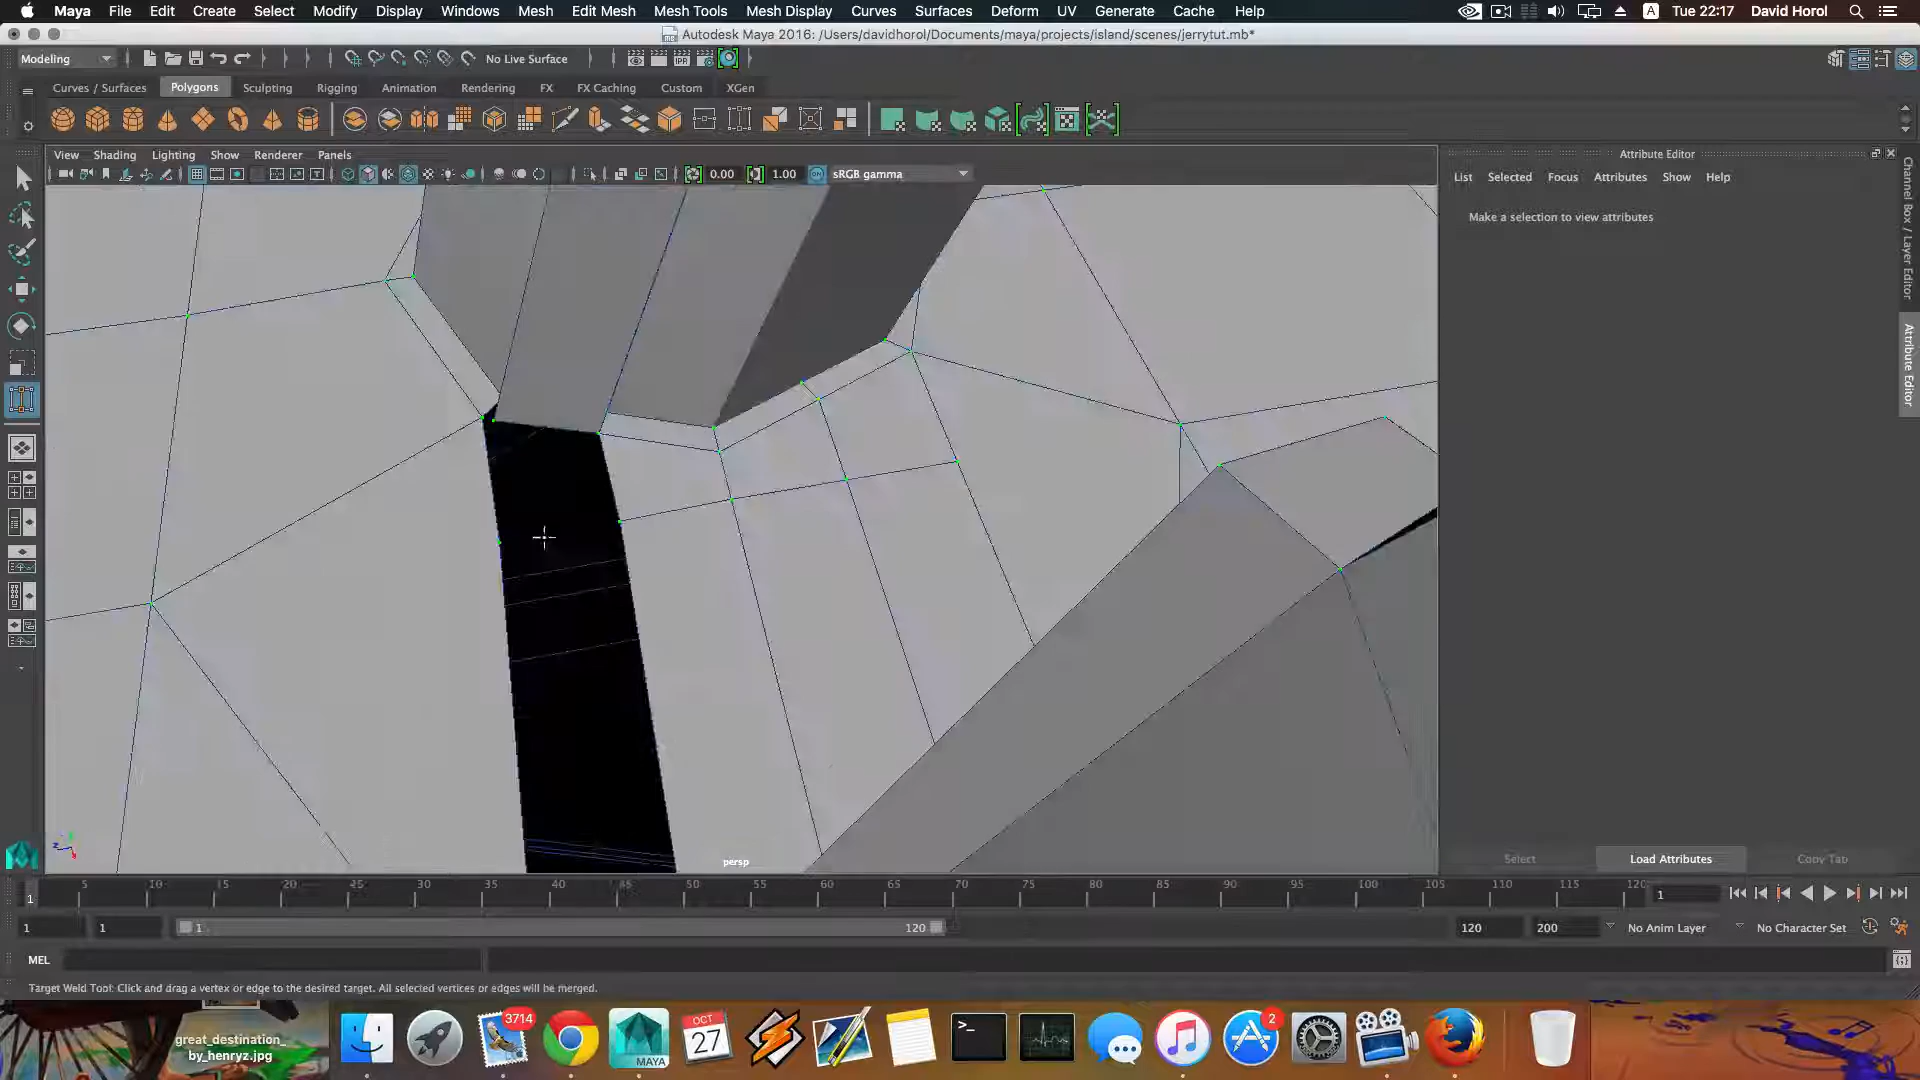 Maya File Edit Create Select Modify Display Windows Mesh Edit Mesh Mesh Tools Mesh Display Curves Surfaces Deform UV Generate Cache Help A Tue 22:17 David Horol
Autodesk Maya 2016: /Users/davidhorol/Documents/maya/projects/island/scenes/jerrytut.mb*
Modeling No Live Surface
Curves / Surfaces Polygons Sculpting Rigging Animation Rendering FX FX Caching Custom XGen
View Shading Lighting Show Renderer Panels
0.00 1.00 sRGB gamma
Attribute Editor
List Selected Focus Attributes Show Help
Make a selection to view attributes
Channel Box / Layer Editor
Attribute Editor
persp
Select Load Attributes Copy Tab
1 5 10 15 20 25 30 35 40 45 50 55 60 65 70 75 80 85 90 95 100 105 110 115 120 1
1 1 1 120 120 200 No Anim Layer No Character Set
MEL
Target Weld Tool: Click and drag a vertex or edge to the desired target. All selected vertices or edges will be merged.
great_destination_
by_henryz.jpg
3714
MAYA
OCT
27
2